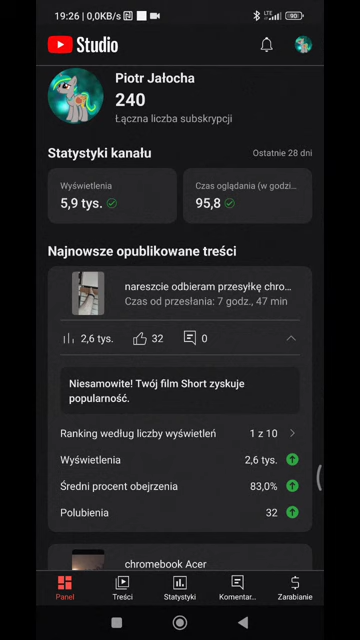 19:26 | 0,0KB/s
LTE
90
Studio
Piotr Jałocha
240
Łączna liczba subskrypcji
Statystyki kanału
Ostatnie 28 dni
Wyświetlenia
Czas oglądania (w godzi...
5,9 tys.
95,8
Najnowsze opublikowane treści
nareszcie odbieram przesyłkę chro...
Czas od przesłania: 7 godz., 47 min
2,6 tys.
32
0
Niesamowite! Twój film Short zyskuje
popularność.
Ranking według liczby wyświetleń
1 z 10
Wyświetlenia
2,6 tys.
Średni procent obejrzenia
83,0%
Polubienia
32
chromebook Acer
Panel
Treści
Statystyki
Komentar...
Zarabianie